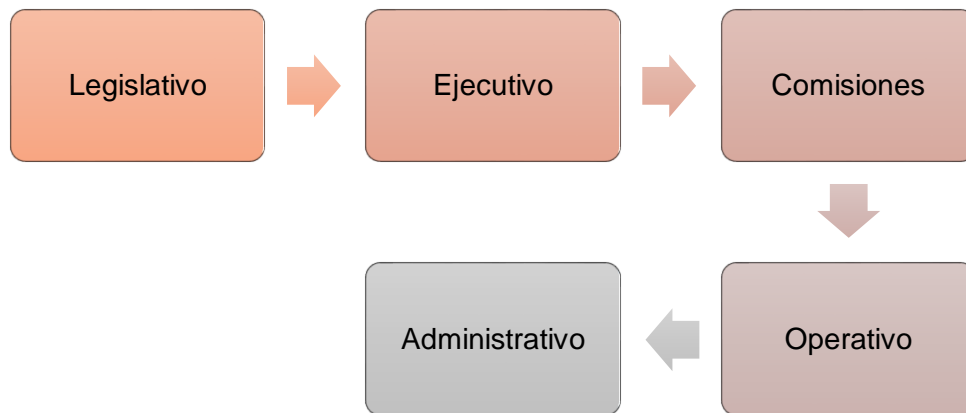 Legislativo
Ejecutivo
Comisiones
Operativo
Administrativo